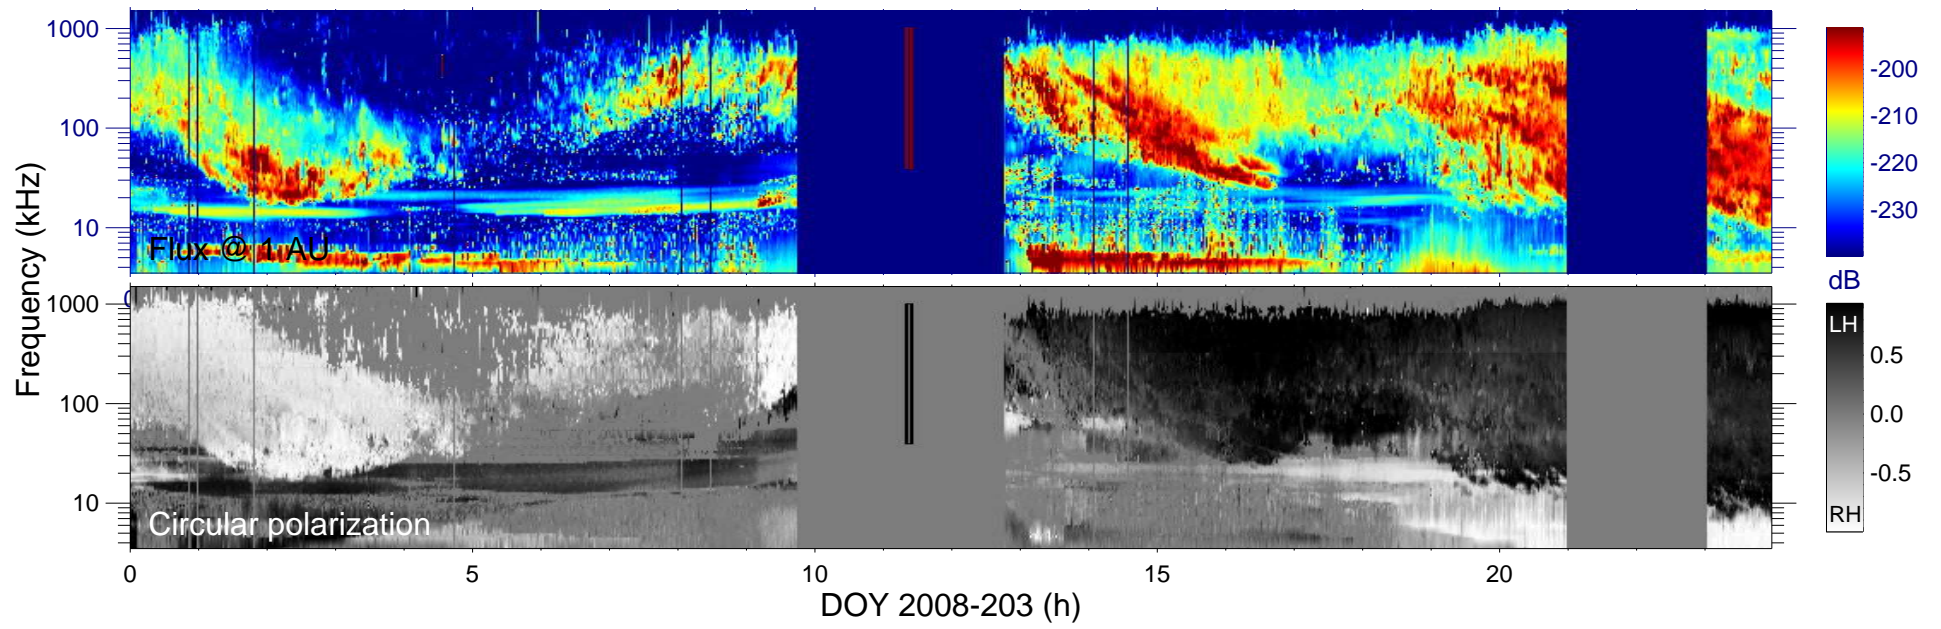 1000
100
10
Flux @ 1 AU
-200
-210
-220
-230
dB
0
Frequency (kHz)
1000
100
10
Circular polarization
LH
0.5
0.0
-0.5
RH
0
5
10
15
20
DOY 2008-203 (h)